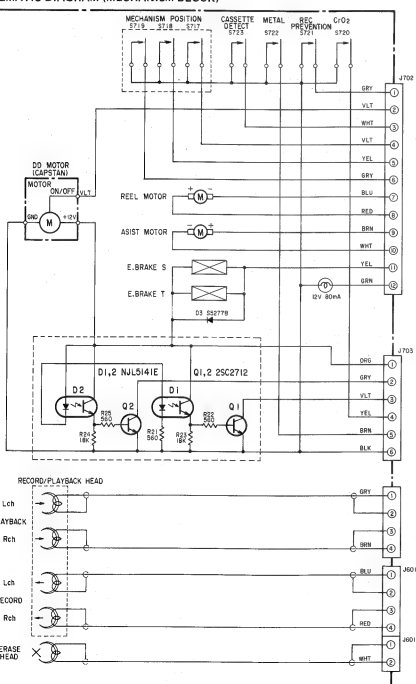 MECHANISM POSITION
S719 S718 S717
CASSETTE DETECT
S723
METAL
S722
REC PREVENTION
S721
CrO2
S720
J702
GRY 1
VLT 2
WHT 3
VLT 4
YEL 5
GRY 6
BLU 7
RED 8
BRN 9
WHT 10
YEL 11
GRN 12
DD MOTOR
(CAPSTAN)
MOTOR
ON/OFF
VLT
GND
M
+12V
REEL MOTOR
+ M −
ASIST MOTOR
− M +
E.BRAKE S
E.BRAKE T
12V 80mA
D3 S5277B
J703
ORG 1
GRY 2
VLT 3
YEL 4
BRN 5
BLK 6
D1,2 NJL5141E
Q1,2 2SC2712
D2
R25
560
Q2
R24
18K
D1
R21
560
R22
560
R23
18K
Q1
RECORD/PLAYBACK HEAD
Lch
AYBACK
Rch
GRY 1
2
3
BRN 4
J601
Lch
ECORD
Rch
BLU 1
2
3
RED 4
J601
ERASE
HEAD
1
WHT 2